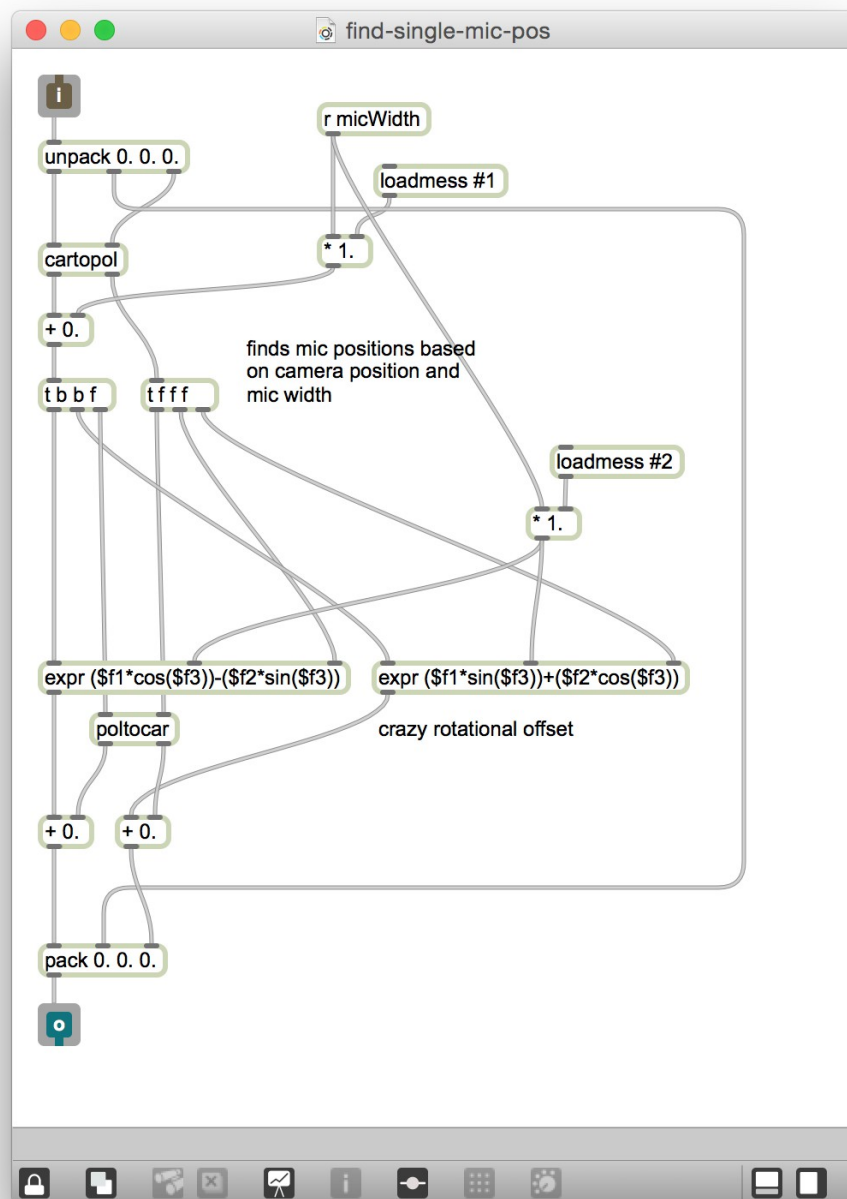 find-single-mic-pos
i
r micWidth
unpack 0. 0. 0.
loadmess #1
* 1.
cartopol
+ 0.
finds mic positions based
on camera position and
mic width
t b b f
t f f f
loadmess #2
* 1.
expr ($f1*cos($f3))-($f2*sin($f3))
expr ($f1*sin($f3))+($f2*cos($f3))
poltocar
crazy rotational offset
+ 0.
+ 0.
pack 0. 0. 0.
o
i